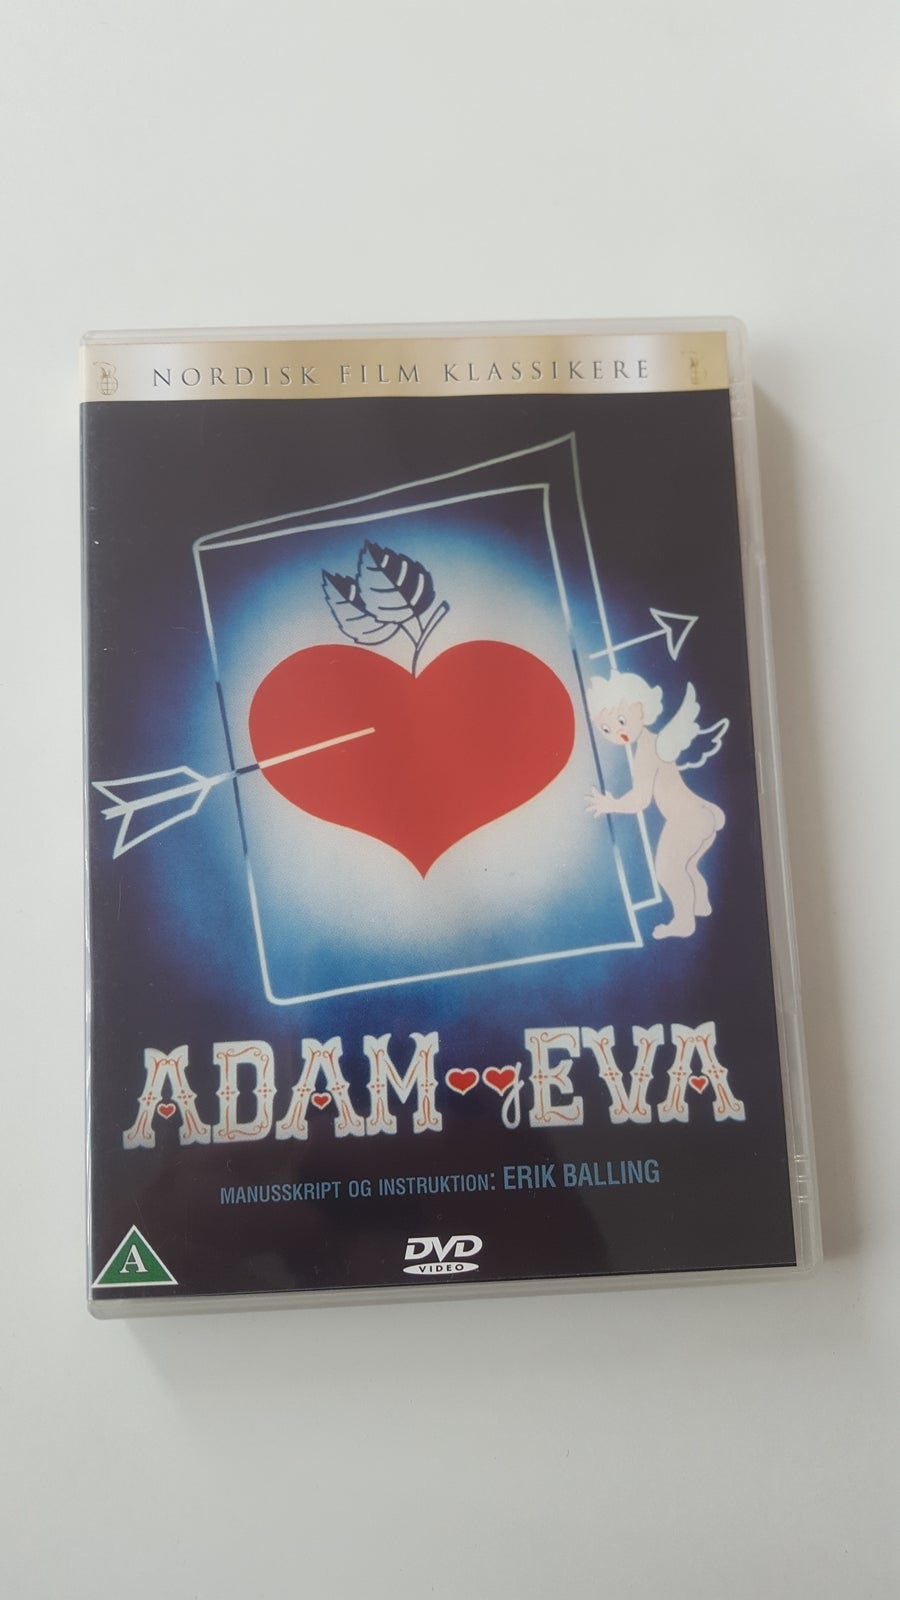 NORDISK FILM KLASSIKERE
ADAM og EVA
MANUSSKRIPT OG INSTRUKTION: ERIK BALLING
A
DVD
VIDEO